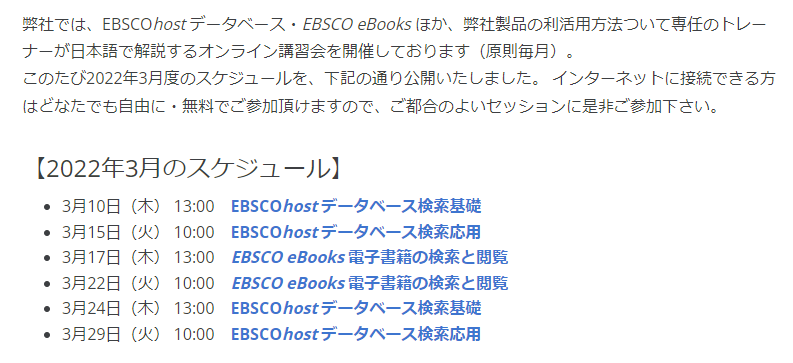 弊社では、EBSCOhost データベース・EBSCO eBooks ほか、弊社製品の利活用方法ついて専任のトレー
ナーが日本語で解説するオンライン講習会を開催しております（原則毎月）。
このたび2022年3月度のスケジュールを、下記の通り公開いたしました。 インターネットに接続できる方
はどなたでも自由に・無料でご参加頂けますので、ご都合のよいセッションに是非ご参加下さい。
【2022年3月のスケジュール】
• 3月10日（木） 13:00　EBSCOhost データベース検索基礎
• 3月15日（火） 10:00　EBSCOhost データベース検索応用
• 3月17日（木） 13:00　EBSCO eBooks 電子書籍の検索と閲覧
• 3月22日（火） 10:00　EBSCO eBooks 電子書籍の検索と閲覧
• 3月24日（木） 13:00　EBSCOhost データベース検索基礎
• 3月29日（火） 10:00　EBSCOhost データベース検索応用